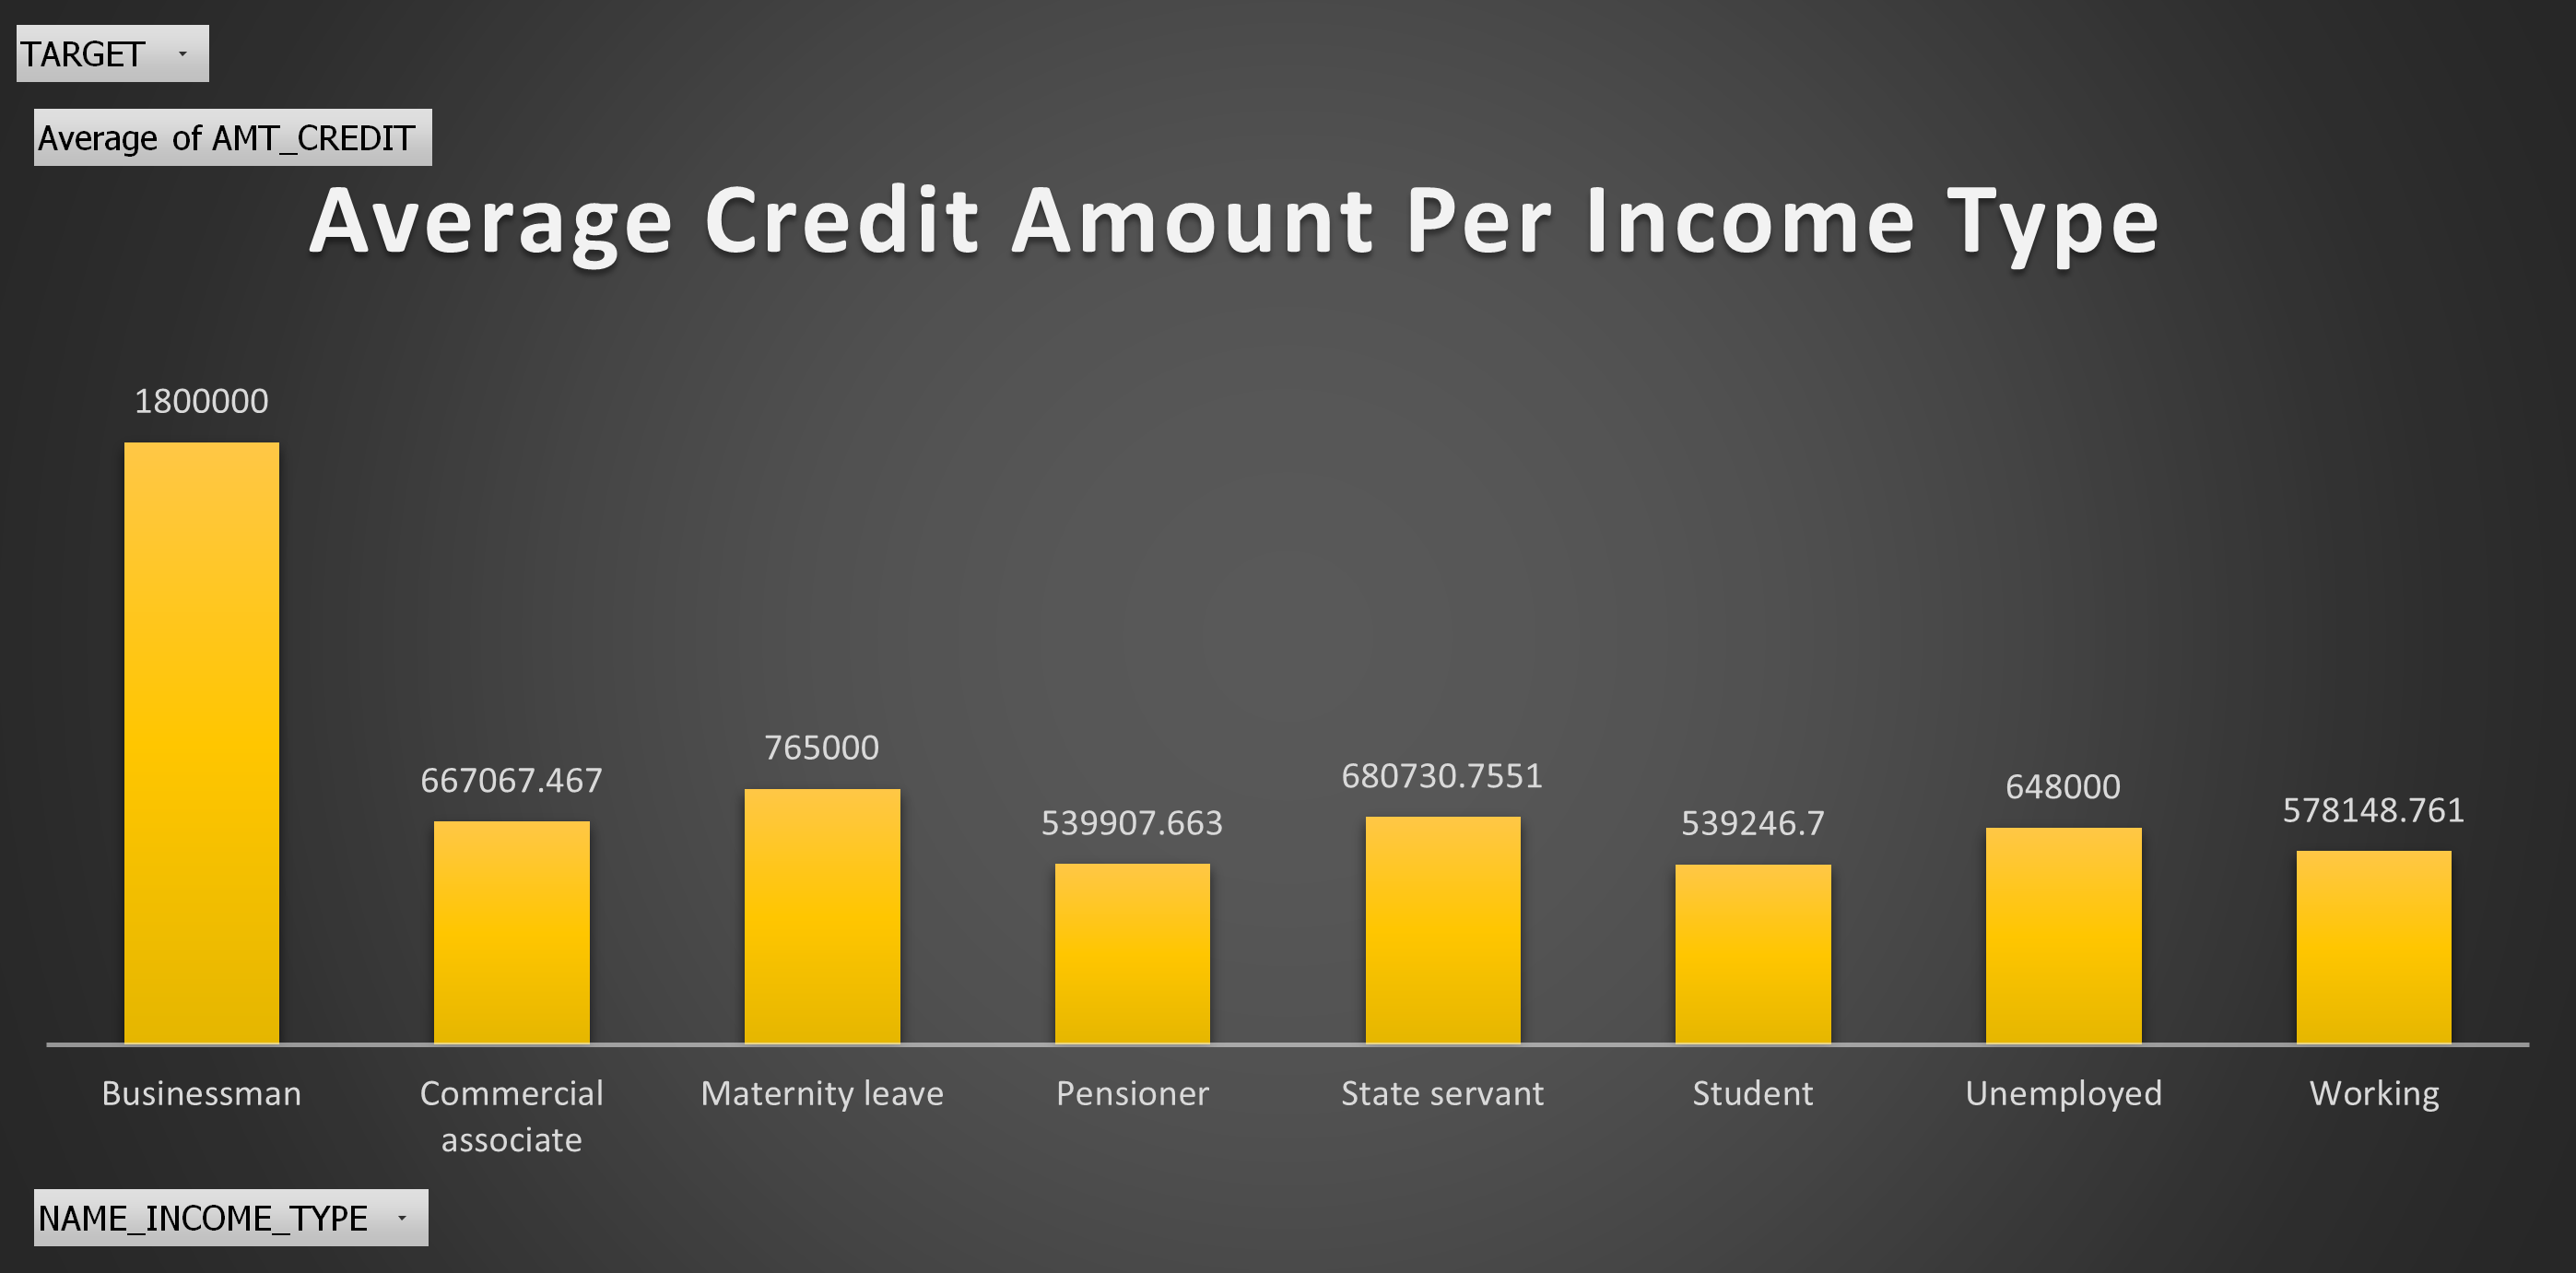 TARGET
Average of AMT_CREDIT
Average Credit Amount Per Income Type
1800000
667067.467
765000
539907.663
680730.7551
539246.7
648000
578148.761
Businessman
Commercial
associate
Maternity leave
Pensioner
State servant
Student
Unemployed
Working
NAME_INCOME_TYPE